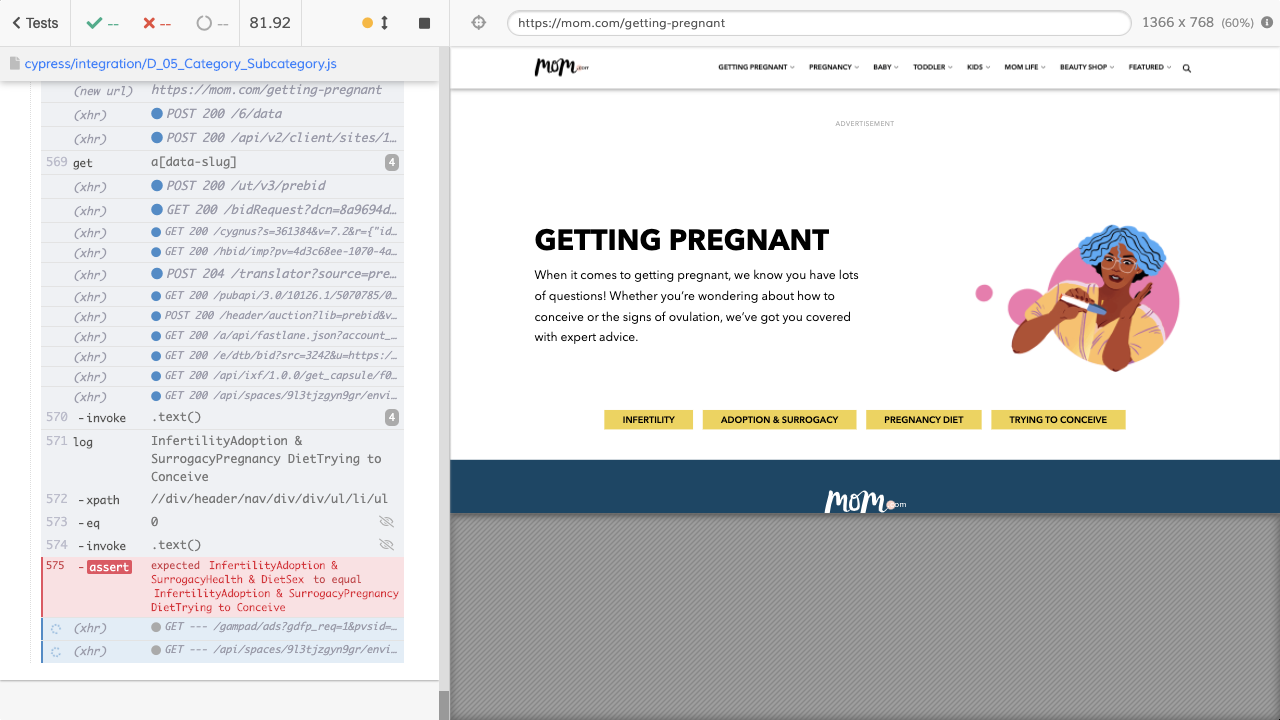 Tests -- -- -- 81.92
https://mom.com/getting-pregnant 1366 x 768 (60%)
cypress/integration/D_05_Category_Subcategory.js
(new url) https://mom.com/getting-pregnant
(xhr) POST 200 /6/data
(xhr) PUT 200 /api/v2/client/sites/1…
569 get a[data-slug] 4
(xhr) POST 200 /ut/v3/prebid
(xhr) GET 200 /bidRequest?dcn=8a9694d…
(xhr) GET 200 /cygnus?s=361384&v=7.2&r={"id…
(xhr) GET 200 /hbid/imp?pv=4d3c68ee-1070-4a…
(xhr) POST 204 /translator?source=pre…
(xhr) GET 200 /pubapi/3.0/10126.1/5070785/0…
(xhr) POST 200 /header/auction?lib=prebid&v…
(xhr) GET 200 /a/api/fastlane.json?account_…
(xhr) GET 200 /e/dtb/bid?src=3542&u=https:/…
(xhr) GET 200 /api/ixf/1.0.0/get_capsule/f0…
(xhr) GET 200 /api/spaces/9l3tjzgyn9gr/envi…
570 -invoke .text() 4
571 log InfertilityAdoption &
SurrogacyPregnancy DietTrying to
Conceive
572 -xpath //div/header/nav/div/div/ul/li/ul
573 -eq 0
574 -invoke .text()
575 -assert expected InfertilityAdoption &
SurrogacyHealth & DietSex to equal
InfertilityAdoption & SurrogacyPregnancy
DietTrying to Conceive
(xhr) GET --- /gampad/ads?gdfp_req=1&pvsid=…
(xhr) GET --- /api/spaces/9l3tjzgyn9gr/envi…
mom .com
GETTING PREGNANT PREGNANCY BABY TODDLER KIDS MOM LIFE BEAUTY SHOP FEATURED
ADVERTISEMENT
GETTING PREGNANT
When it comes to getting pregnant, we know you have lots
of questions! Whether you’re wondering about how to
conceive or the signs of ovulation, we’ve got you covered
with expert advice.
INFERTILITY ADOPTION & SURROGACY PREGNANCY DIET TRYING TO CONCEIVE
mom .com